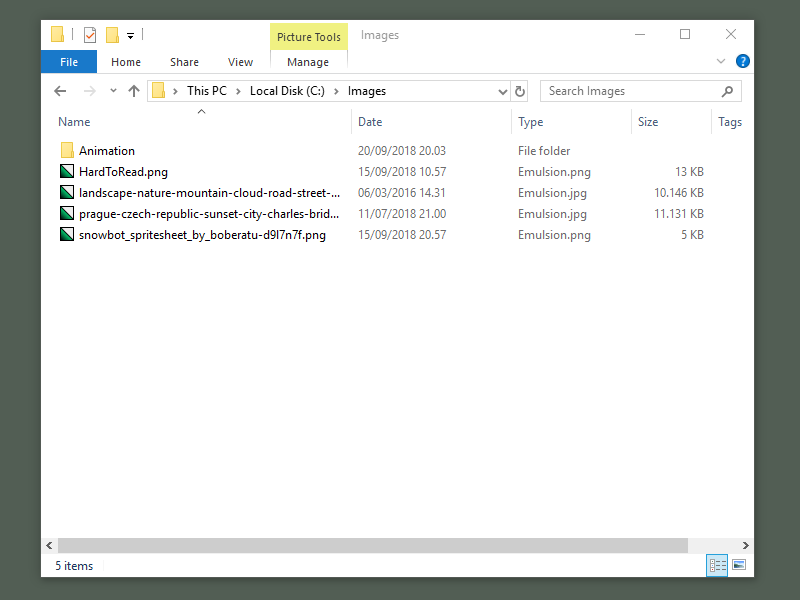 Picture Tools Images
File Home Share View Manage
This PC Local Disk (C:) Images Search Images
Name Date Type Size Tags
Animation 20/09/2018 20.03 File folder
HardToRead.png 15/09/2018 10.57 Emulsion.png 13 KB
landscape-nature-mountain-cloud-road-street-... 06/03/2016 14.31 Emulsion.jpg 10.146 KB
prague-czech-republic-sunset-city-charles-brid... 11/07/2018 21.00 Emulsion.jpg 11.131 KB
snowbot_spritesheet_by_boberatu-d9l7n7f.png 15/09/2018 20.57 Emulsion.png 5 KB
5 items